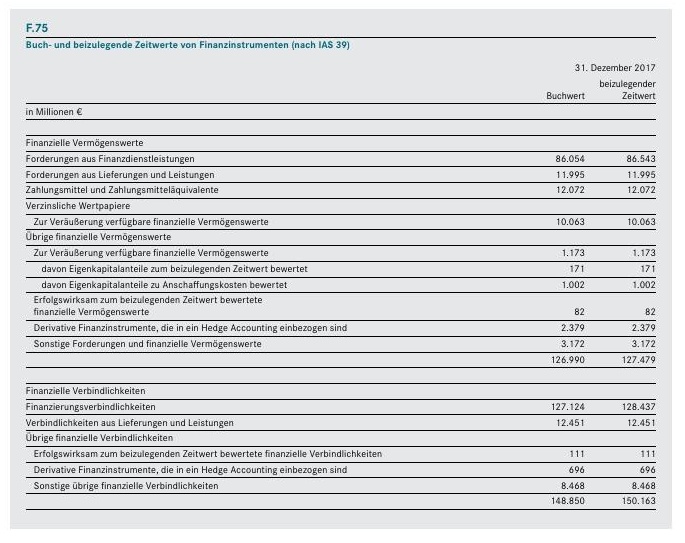 F.75
Buch- und beizulegende Zeitwerte von Finanzinstrumenten (nach IAS 39)
31. Dezember 2017
beizulegender
Buchwert Zeitwert
in Millionen €
Finanzielle Vermögenswerte
Forderungen aus Finanzdienstleistungen 86.054 86.543
Forderungen aus Lieferungen und Leistungen 11.995 11.995
Zahlungsmittel und Zahlungsmitteläquivalente 12.072 12.072
Verzinsliche Wertpapiere
Zur Veräußerung verfügbare finanzielle Vermögenswerte 10.063 10.063
Übrige finanzielle Vermögenswerte
Zur Veräußerung verfügbare finanzielle Vermögenswerte 1.173 1.173
davon Eigenkapitalanteile zum beizulegenden Zeitwert bewertet 171 171
davon Eigenkapitalanteile zu Anschaffungskosten bewertet 1.002 1.002
Erfolgswirksam zum beizulegenden Zeitwert bewertete
finanzielle Vermögenswerte 82 82
Derivative Finanzinstrumente, die in ein Hedge Accounting einbezogen sind 2.379 2.379
Sonstige Forderungen und finanzielle Vermögenswerte 3.172 3.172
126.990 127.479
Finanzielle Verbindlichkeiten
Finanzierungsverbindlichkeiten 127.124 128.437
Verbindlichkeiten aus Lieferungen und Leistungen 12.451 12.451
Übrige finanzielle Verbindlichkeiten
Erfolgswirksam zum beizulegenden Zeitwert bewertete finanzielle Verbindlichkeiten 111 111
Derivative Finanzinstrumente, die in ein Hedge Accounting einbezogen sind 696 696
Sonstige übrige finanzielle Verbindlichkeiten 8.468 8.468
148.850 150.163